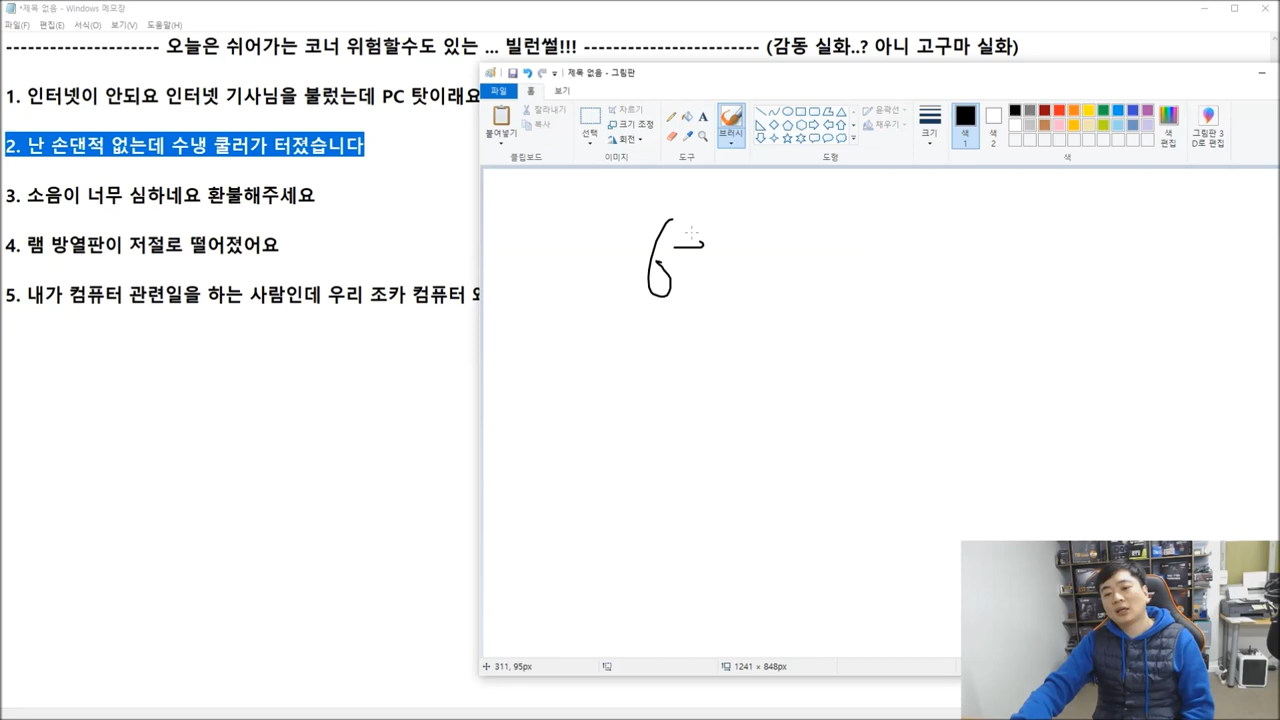 *제목 없음 - Windows 메모장
파일(F) 편집(E) 서식(O) 보기(V) 도움말(H)
--------------------- 오늘은 쉬어가는 코너 위험할수도 있는 ... 빌런썰!!! ------------------------ (감동 실화..? 아니 고구마 실화)
1. 인터넷이 안되요 인터넷 기사님을 불렀는데 PC 탓이래요
2. 난 손댄적 없는데 수냉 쿨러가 터졌습니다
3. 소음이 너무 심하네요 환불해주세요
4. 램 방열판이 저절로 떨어졌어요
5. 내가 컴퓨터 관련일을 하는 사람인데 우리 조카 컴퓨터
제목 없음 - 그림판
파일 홈 보기
붙여넣기 잘라내기 복사 선택 자르기 크기 조정 회전 브러시 윤곽선 채우기 크기 색 1 색 2 색 편집 그림판 3D로 편집
클립보드 이미지 도구 도형 색
6
311, 95px 1241 × 848px